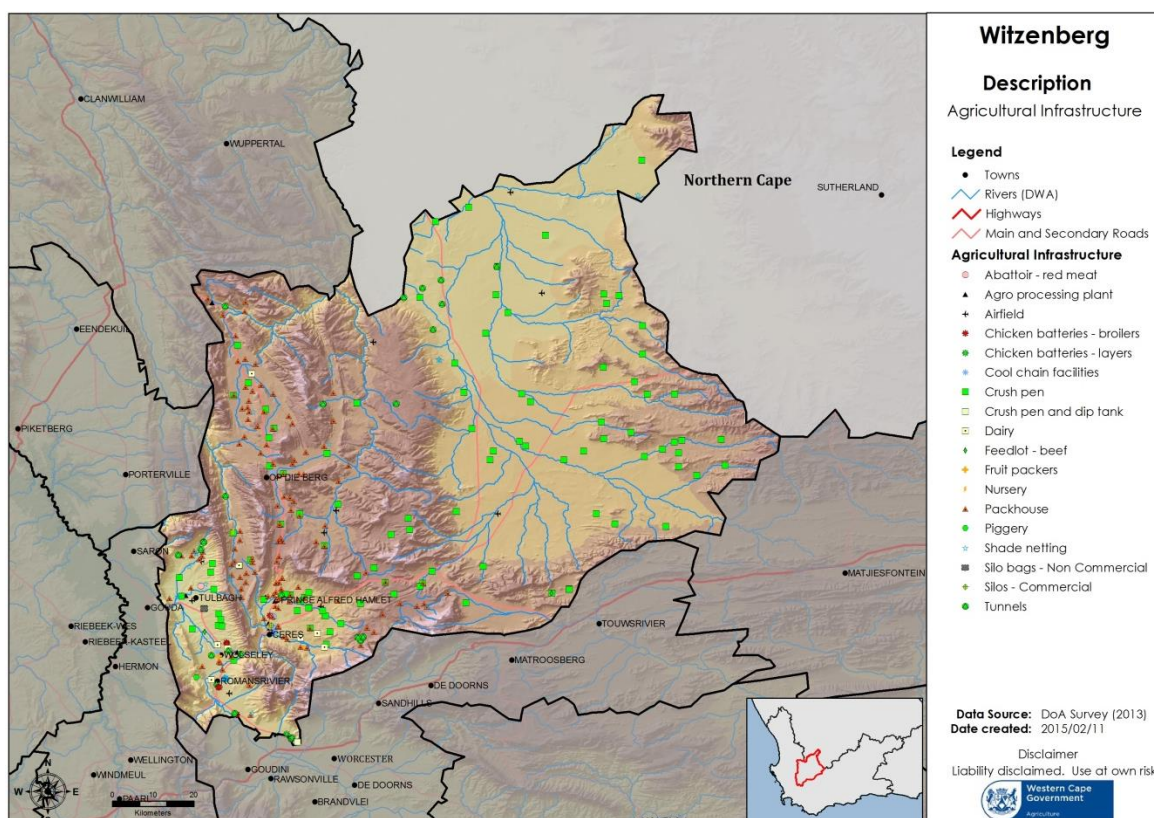 CLANWILLIAM
WUPPERTAL
Northern Cape
SUTHERLAND
EENDEKUIL
PIKETBERG
PORTERVILLE
OP DIE BERG
SARON
MATJIESFONTEIN
TULBAGH
PRINCE ALFRED HAMLET
GOUDA
RIEBEEK-WES
TOUWSRIVIER
CERES
RIEBEEK-KASTEEL
WOLSELEY
HERMON
MATROOSBERG
ROMANSRIVIER
DE DOORNS
SANDHILLS
WELLINGTON
WORCESTER
GOUDINI
WINDMEUL
RAWSONVILLE
DE DOORNS
PAARL
BRANDVLEI
N
W E
S
0 5 10 20
Kilometers
Witzenberg
Description
Agricultural Infrastructure
Legend
Towns
Rivers (DWA)
Highways
Main and Secondary Roads
Agricultural Infrastructure
Abattoir - red meat
Agro processing plant
Airfield
Chicken batteries - broilers
Chicken batteries - layers
Cool chain facilities
Crush pen
Crush pen and dip tank
Dairy
Feedlot - beef
Fruit packers
Nursery
Packhouse
Piggery
Shade netting
Silo bags - Non Commercial
Silos - Commercial
Tunnels
Data Source: DoA Survey (2013)
Date created: 2015/02/11
Disclaimer
Liability disclaimed. Use at own risk
Western Cape
Government
Agriculture